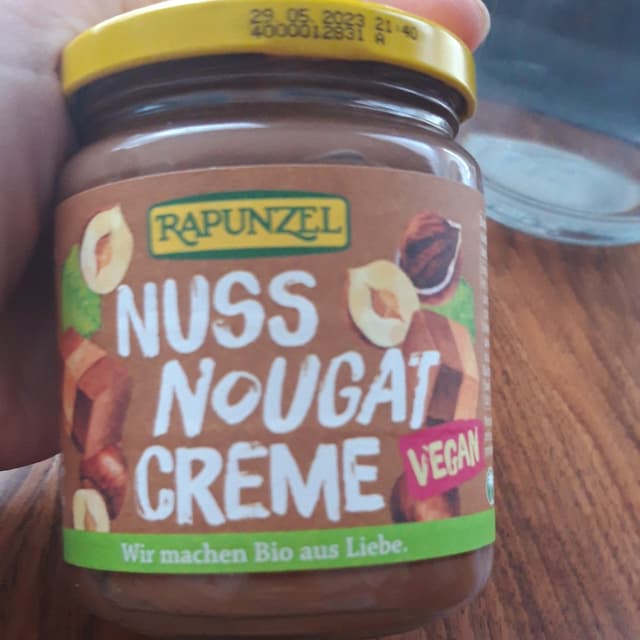 29 05 2023 21:40
4000012831 A
RAPUNZEL
NUSS
NOUGAT
CREME
VEGAN
Wir machen Bio aus Liebe.